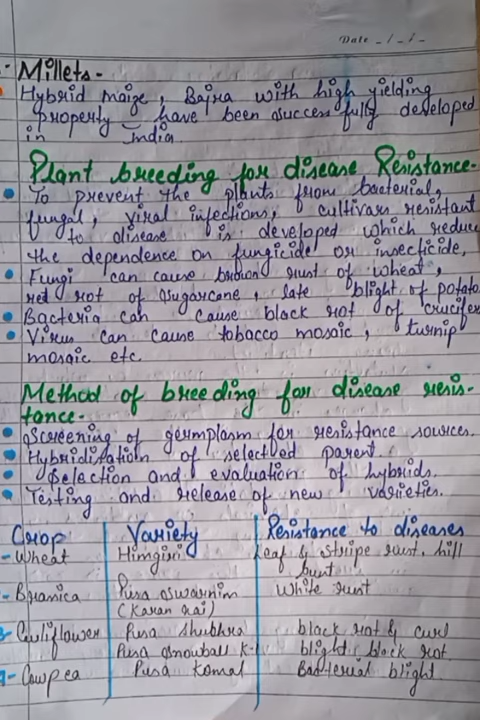 Date _/_/_
- Millets -
Hybrid maize, Bajra with high yielding
property have been successfully developed
in India
Plant breeding for disease Resistance-
To prevent the plants from bacterial,
fungal, viral infections, cultivars resistant
to disease is developed which reduce
the dependence on fungicide or insecticide.
Fungi can cause brown rust of wheat,
red rot of sugarcane, late blight of potato
Bacteria can cause black rot of crucifer
Virus can cause tobacco mosaic, turnip
mosaic etc.
Method of breeding for disease resis-
tance-
Screening of germplasm for resistance sources.
Hybridisation of selected parent.
Selection and evaluation of hybrids.
Testing and release of new varieties.
Crop Variety Resistance to diseases
- Wheat Himgiri Leaf & stripe rust, hill
bunt
- Brassica Pusa swarnim White rust
(Karan rai)
3- Cauliflower Pusa Shubhra black rot & curl
Pusa snowball K-1 blight black rot
4- Cowpea Pusa Komal Bacterial blight